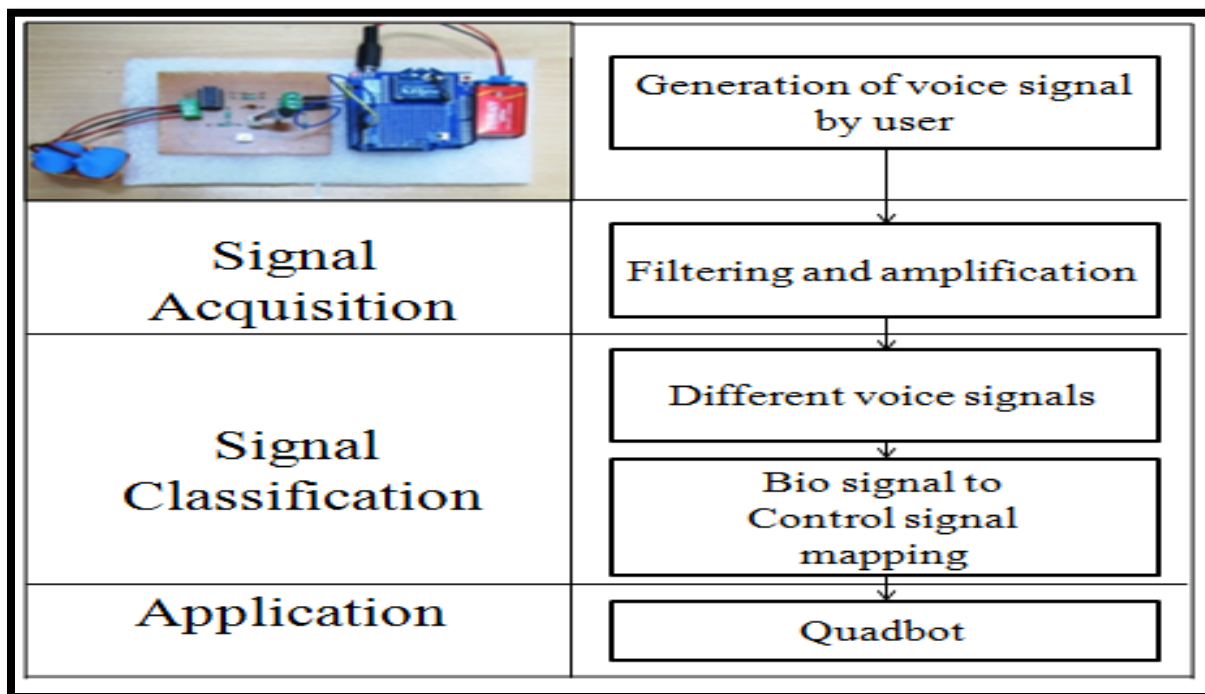 Generation of voice signal
by user
Signal
Acquisition
Filtering and amplification
Signal
Classification
Different voice signals
Bio signal to
Control signal
mapping
Application
Quadbot